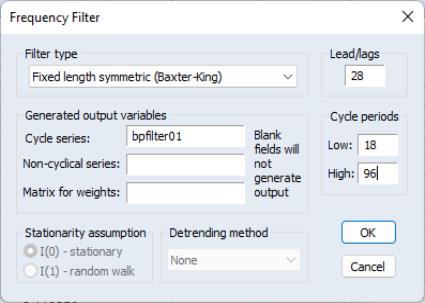 Frequency Filter
Filter type
Fixed length symmetric (Baxter-King)
Lead/lags
28
Generated output variables
Cycle series: bpfilter01
Non-cyclical series:
Matrix for weights:
Blank
fields will
not
generate
output
Cycle periods
Low: 18
High: 96
Stationarity assumption
I(0) - stationary
I(1) - random walk
Detrending method
None
OK
Cancel